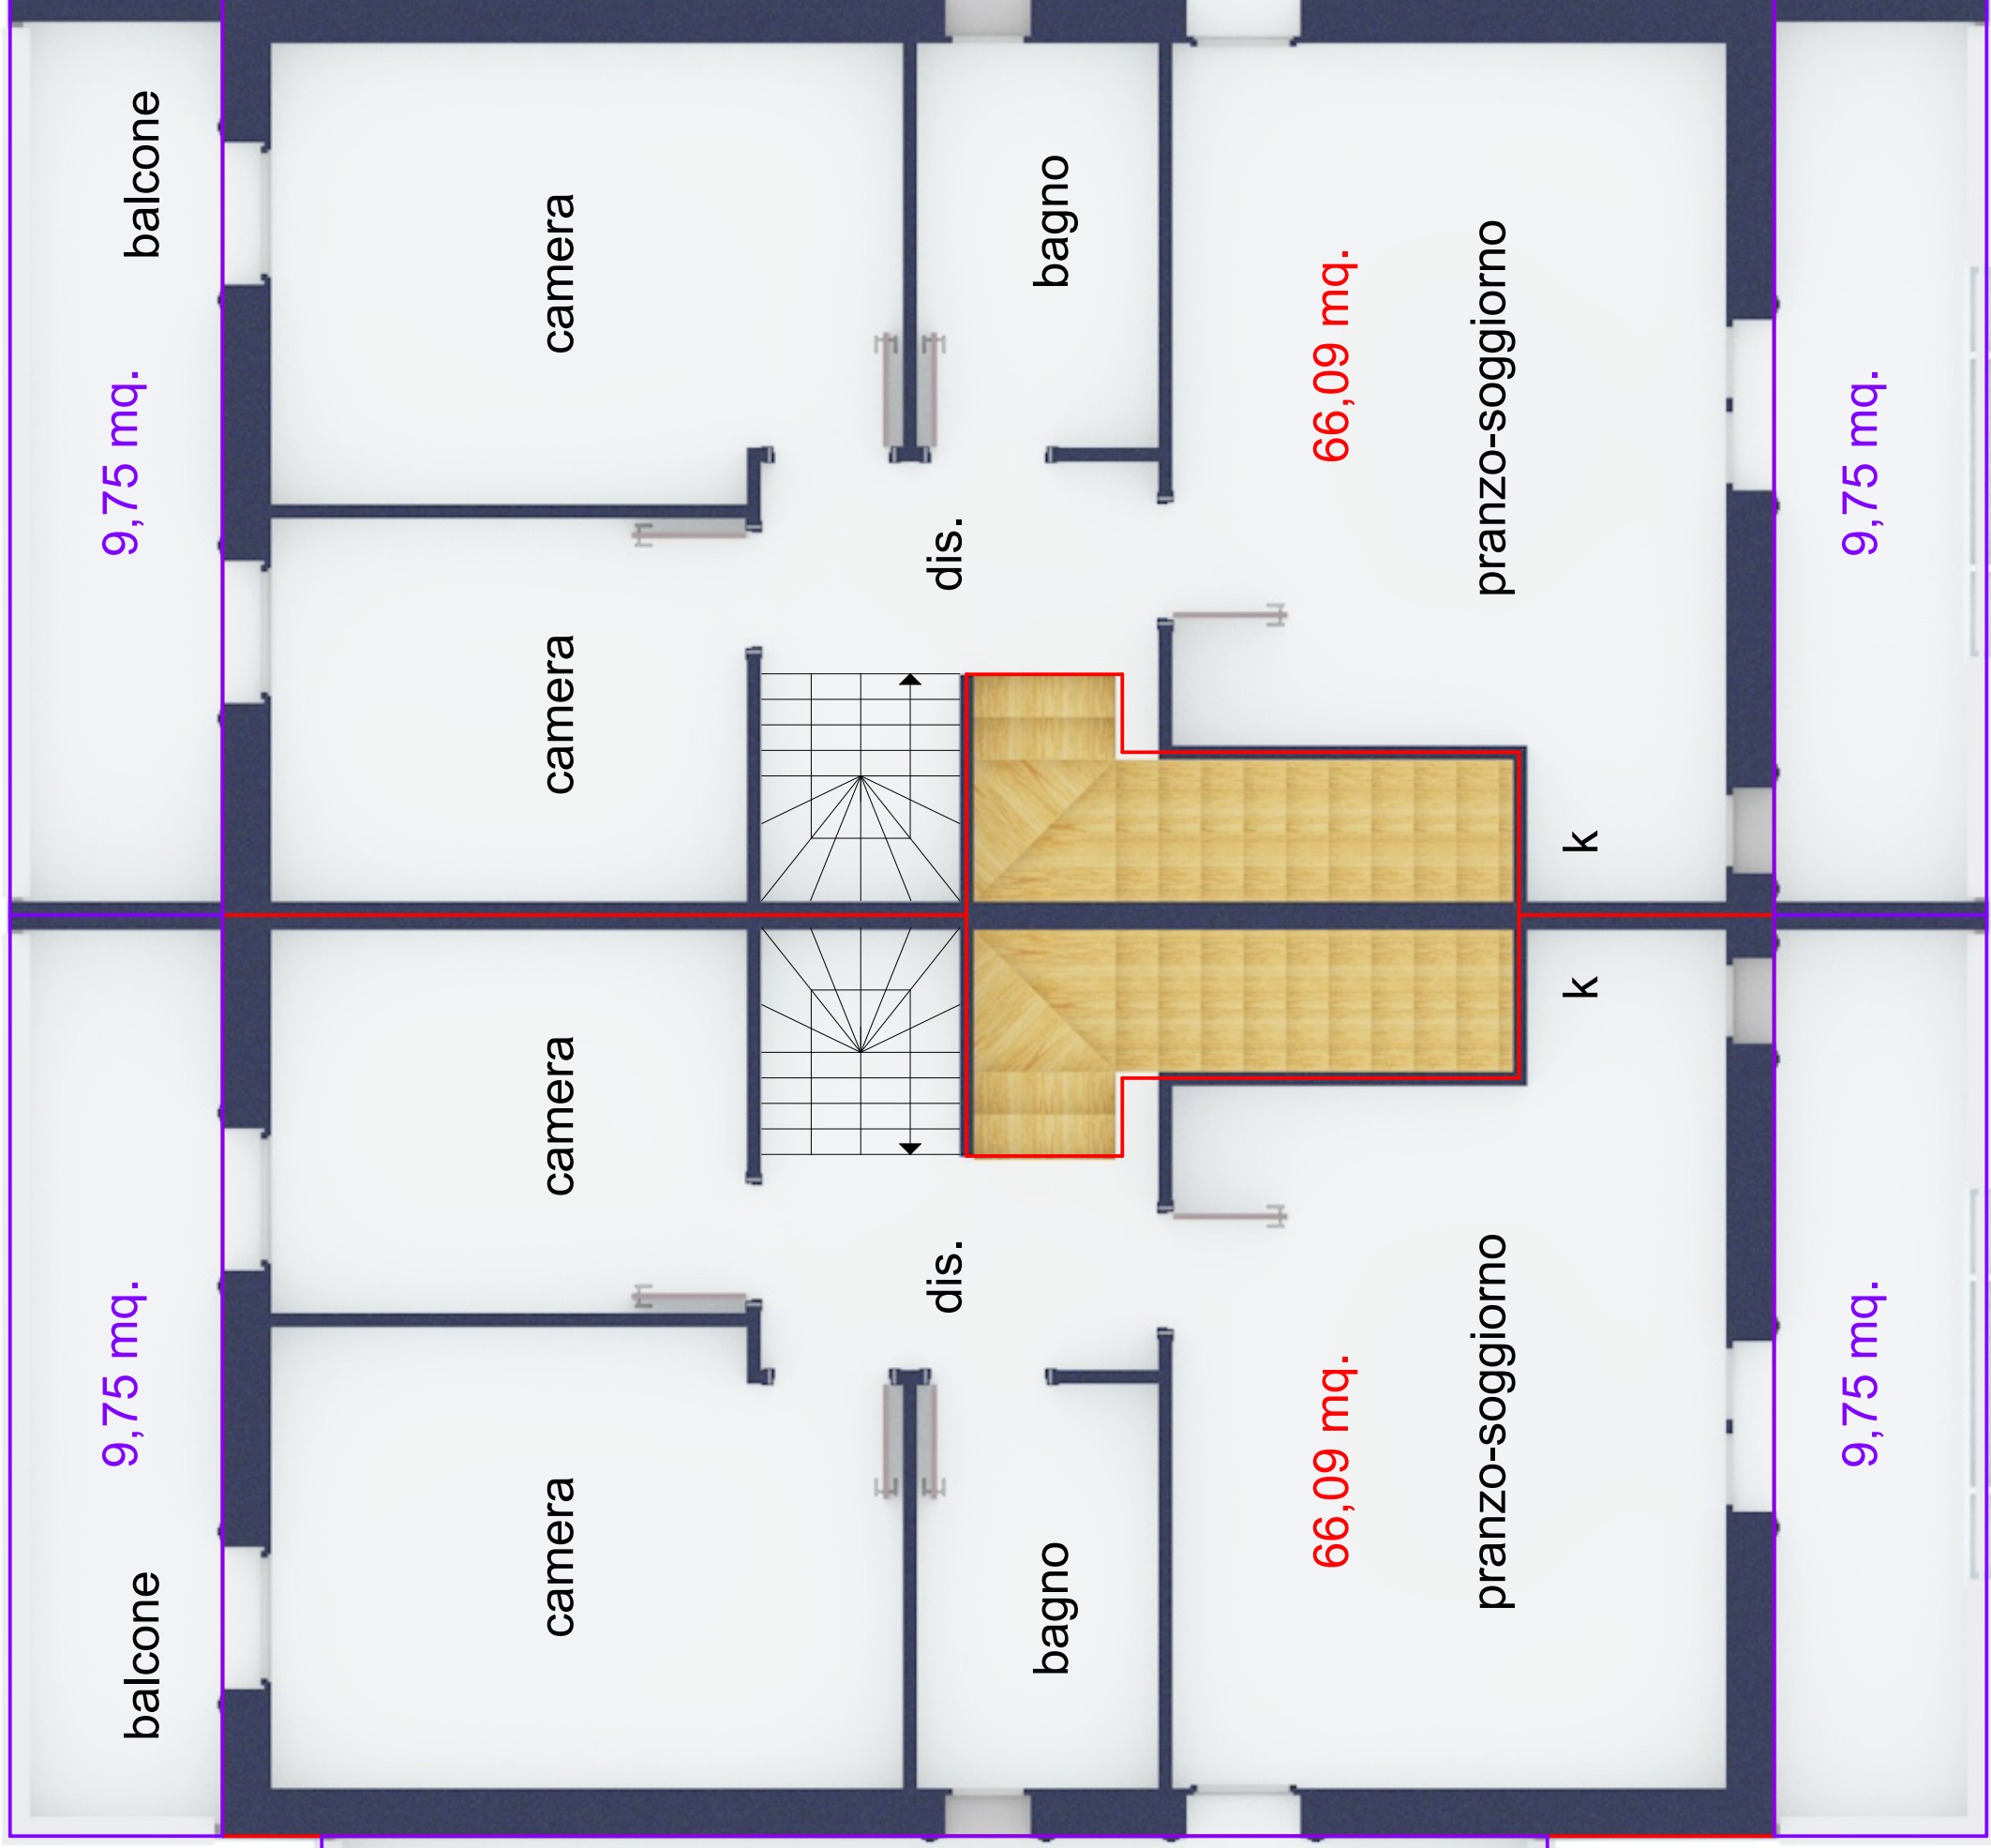 balcone
9,75 mq.
camera
camera
bagno
dis.
66,09 mq.
pranzo-soggiorno
k
9,75 mq.
9,75 mq.
balcone
camera
camera
dis.
bagno
66,09 mq.
k
pranzo-soggiorno
9,75 mq.